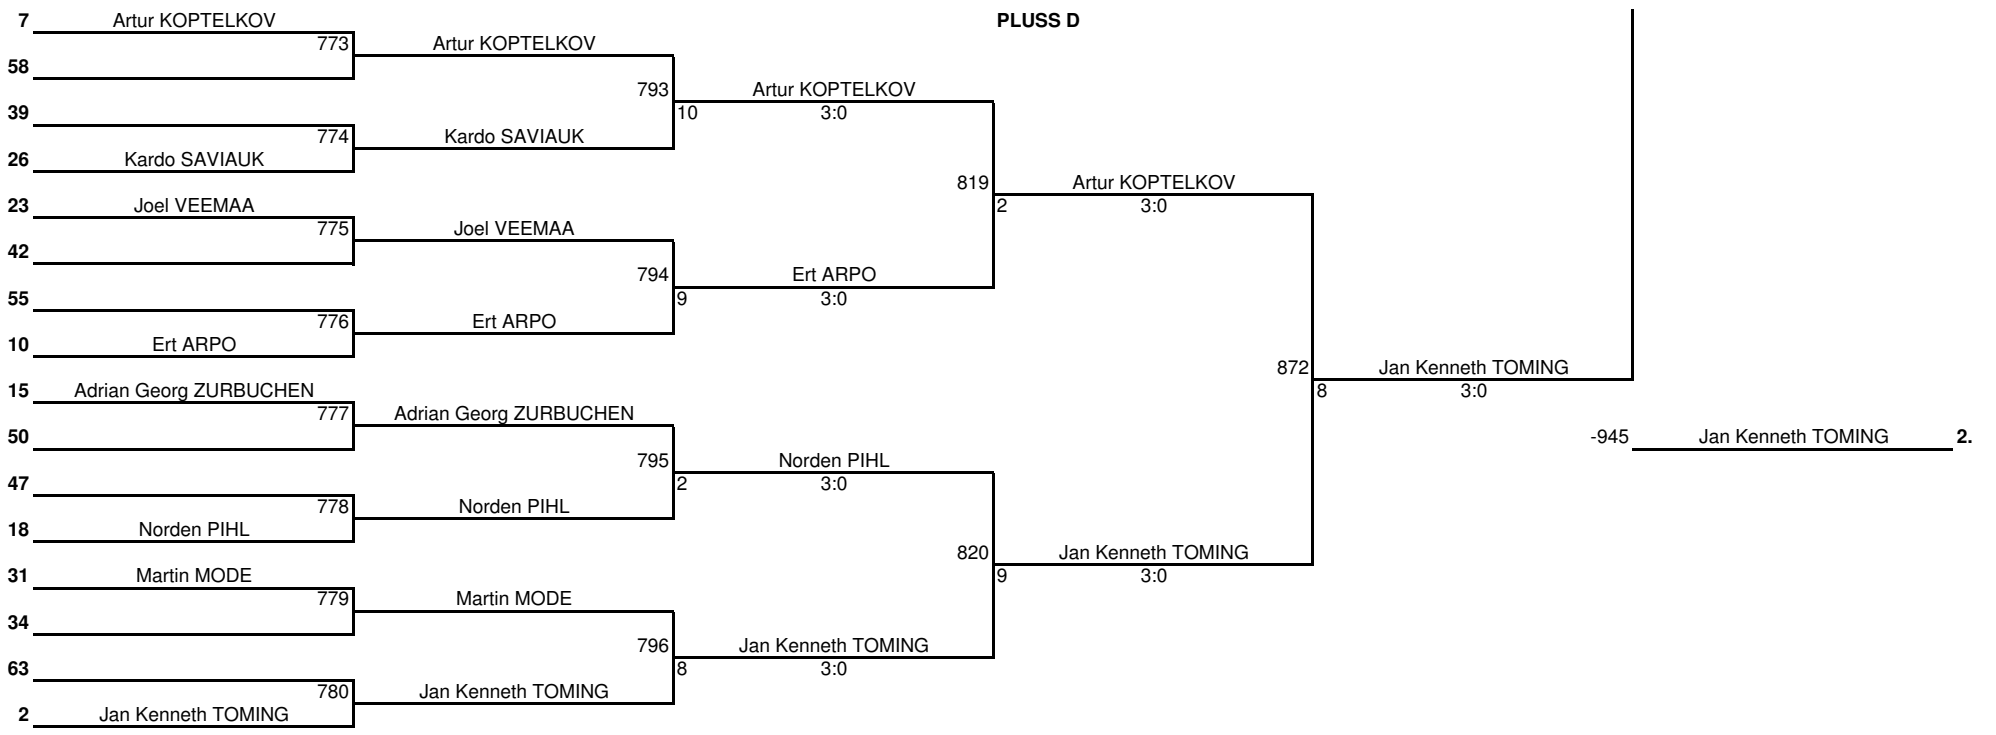 7 Artur KOPTELKOV PLUSS D
773 Artur KOPTELKOV
58
793 Artur KOPTELKOV
39 10 3:0
774 Kardo SAVIAUK
26 Kardo SAVIAUK
819 Artur KOPTELKOV
23 Joel VEEMAA 2 3:0
775 Joel VEEMAA
42
794 Ert ARPO
55 9 3:0
776 Ert ARPO
10 Ert ARPO
872 Jan Kenneth TOMING
15 Adrian Georg ZURBUCHEN 8 3:0
777 Adrian Georg ZURBUCHEN
50 -945 Jan Kenneth TOMING 2.
795 Norden PIHL
47 2 3:0
778 Norden PIHL
18 Norden PIHL
820 Jan Kenneth TOMING
31 Martin MODE 9 3:0
779 Martin MODE
34
796 Jan Kenneth TOMING
63 8 3:0
780 Jan Kenneth TOMING
2 Jan Kenneth TOMING